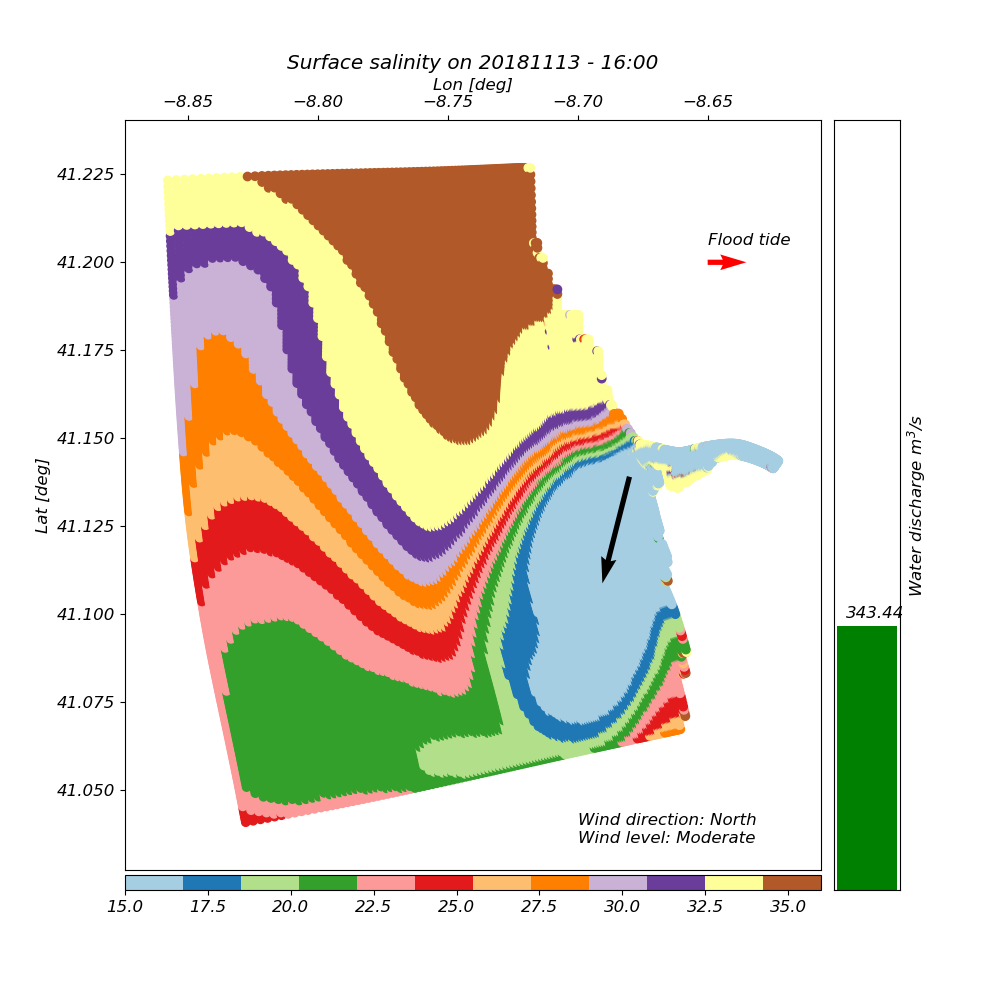 Surface salinity on 20181113 - 16:00
Lon [deg]
−8.85 −8.80 −8.75 −8.70 −8.65
41.225
41.200
41.175
41.150
41.125
41.100
41.075
41.050
Lat [deg]
Flood tide
Wind direction: North
Wind level: Moderate
343.44
Water discharge m³/s
15.0 17.5 20.0 22.5 25.0 27.5 30.0 32.5 35.0